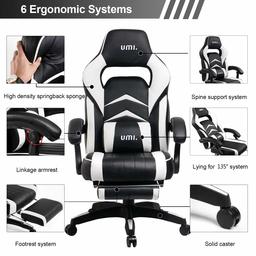 6 Ergonomic Systems
umi.
High density springback sponge
Spine support system
umi.
Linkage armrest
Lying for 135° system
Footrest system
Solid caster